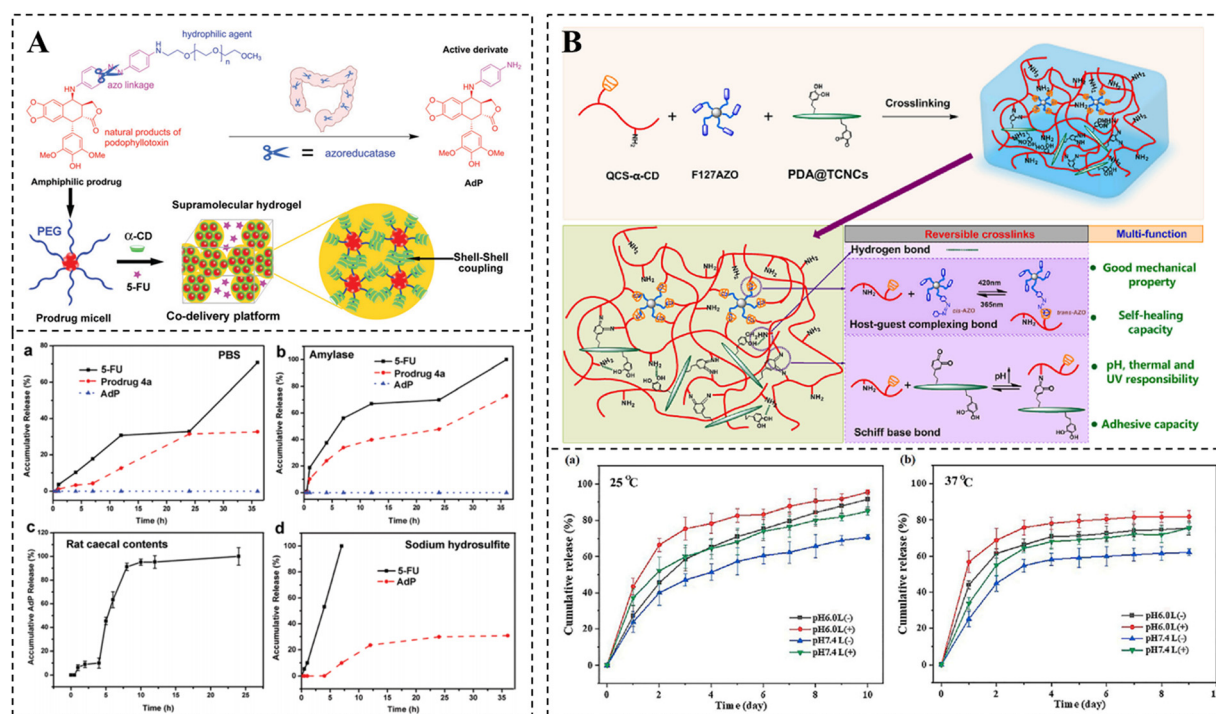 A
hydrophilic agent
azo linkage
natural products of
podophyllotoxin
Amphiphilic prodrug
= azoreductase
Active derivate
AdP
PEG
α-CD
5-FU
Prodrug micell
Supramolecular hydrogel
Co-delivery platform
Shell-Shell
coupling
a
PBS
5-FU
Prodrug 4a
AdP
Accumulative Release (%)
Time (h)
b
Amylase
5-FU
Prodrug 4a
AdP
Accumulative Release (%)
Time (h)
c
Rat caecal contents
Accumulative AdP Release (%)
Time (h)
d
Sodium hydrosulfite
5-FU
AdP
Accumulative Release (%)
Time (h)
B
QCS-α-CD
+
F127AZO
+
PDA@TCNCs
Crosslinking
Reversible crosslinks
Multi-function
Hydrogen bond
420nm
365nm
cis-AZO
trans-AZO
Host-guest complexing bond
pH
Schiff base bond
Good mechanical
property
Self-healing
capacity
pH, thermal and
UV responsibility
Adhesive capacity
(a)
25 °C
pH6.0L(-)
pH6.0L(+)
pH7.4 L(-)
pH7.4 L(+)
Cumulative release (%)
Time (day)
(b)
37 °C
pH6.0L(-)
pH6.0L(+)
pH7.4 L(-)
pH7.4 L(+)
Cumulative release (%)
Time (day)